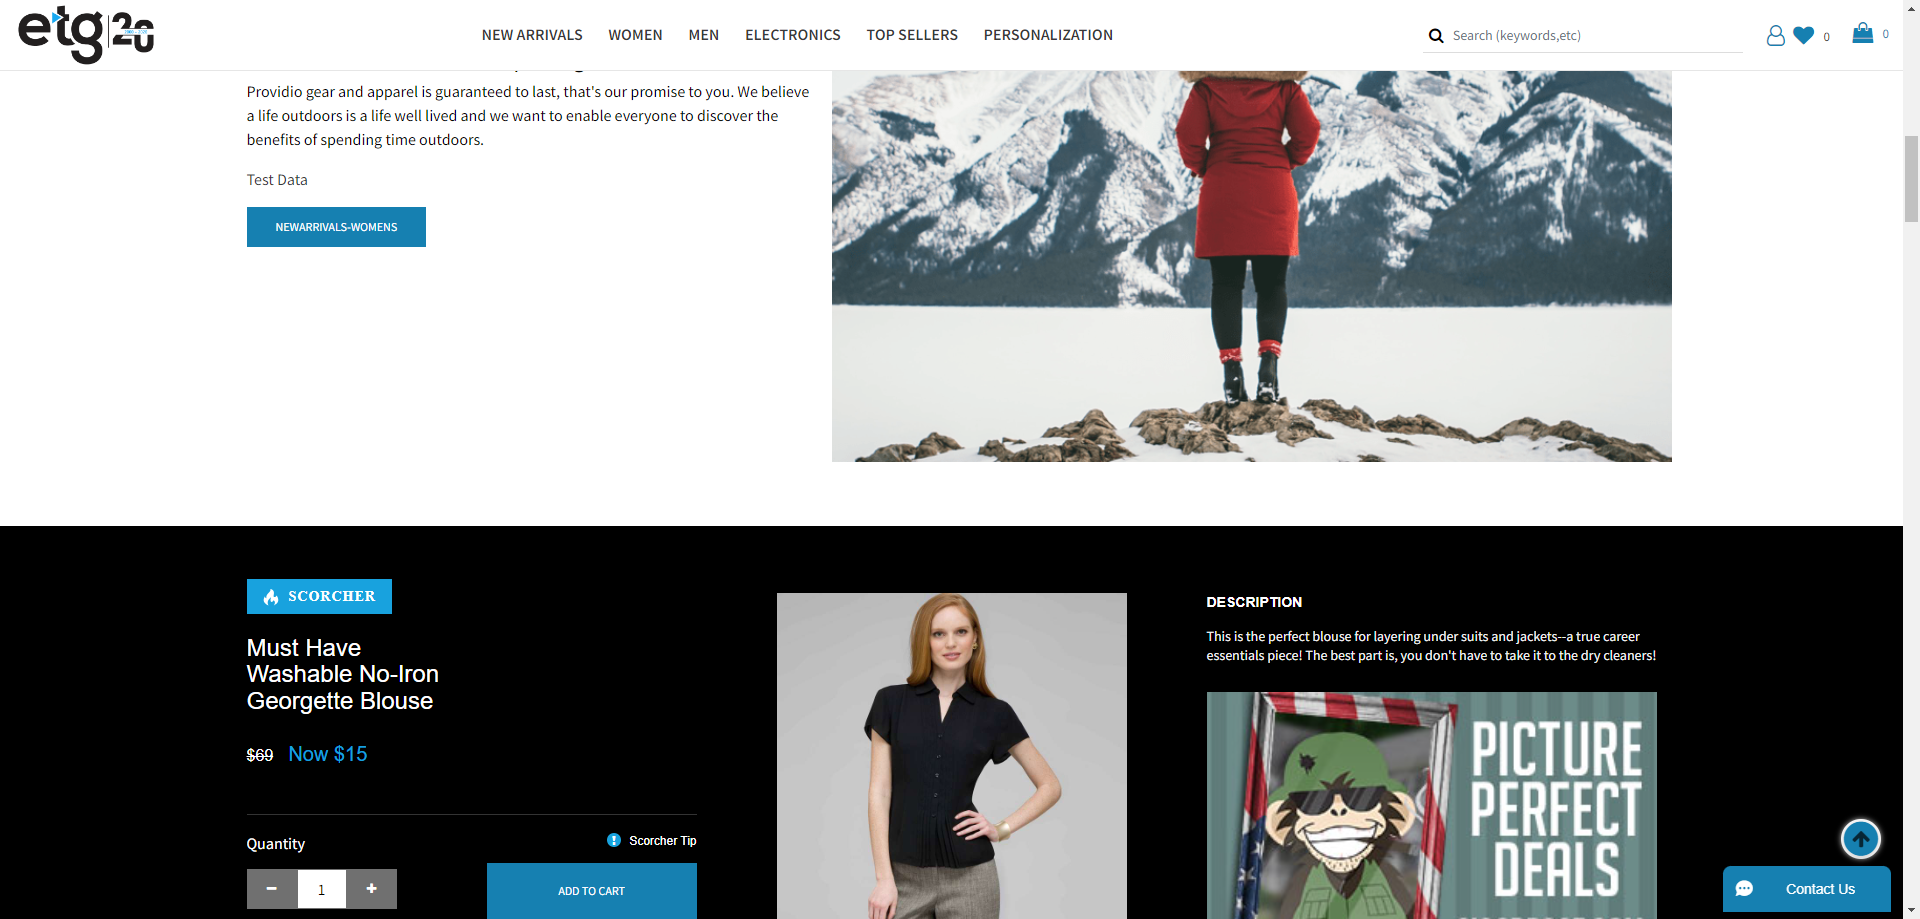 etg
NEW ARRIVALS WOMEN MEN ELECTRONICS TOP SELLERS PERSONALIZATION
Search (keywords,etc)
0
0
Providio gear and apparel is guaranteed to last, that's our promise to you. We believe
a life outdoors is a life well lived and we want to enable everyone to discover the
benefits of spending time outdoors.
Test Data
NEWARRIVALS-WOMENS
SCORCHER
Must Have
Washable No-Iron
Georgette Blouse
$69 Now $15
Quantity
Scorcher Tip
− 1 +
ADD TO CART
DESCRIPTION
This is the perfect blouse for layering under suits and jackets--a true career
essentials piece! The best part is, you don't have to take it to the dry cleaners!
PICTURE
PERFECT
DEALS
Contact Us